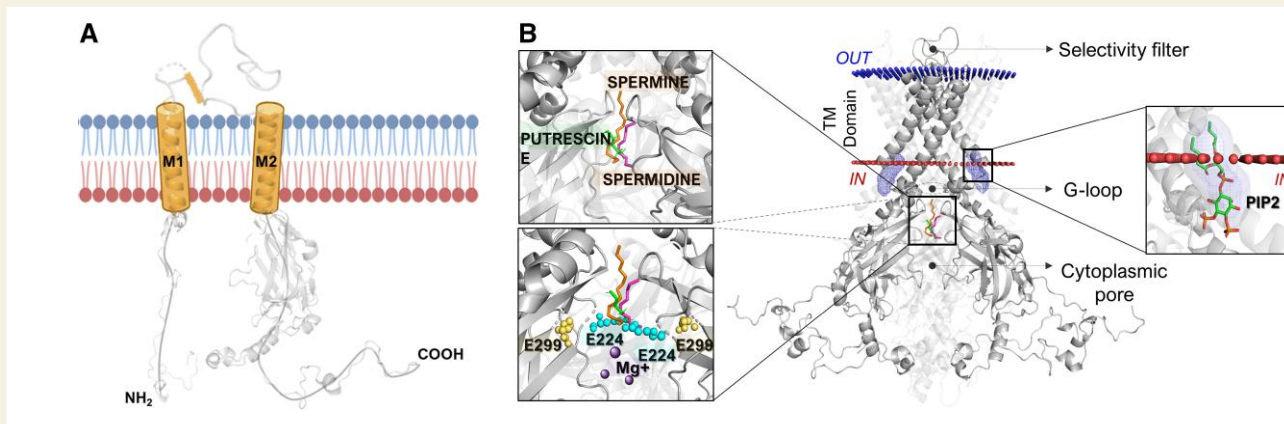 A
M1
M2
NH2
COOH
B
SPERMINE
PUTRESCIN
E
SPERMIDINE
E299
E224
E224
E299
Mg+
OUT
TM
Domain
IN
Selectivity filter
G-loop
Cytoplasmic
pore
IN
PIP2